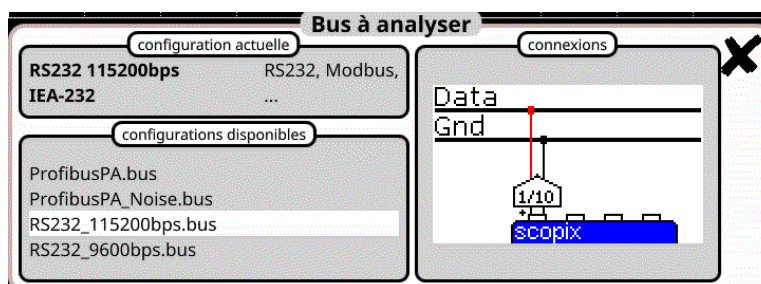 Bus à analyser
configuration actuelle
RS232 115200bps RS232, Modbus,
IEA-232 ...
configurations disponibles
ProfibusPA.bus
ProfibusPA_Noise.bus
RS232_115200bps.bus
RS232_9600bps.bus
connexions
Data
Gnd
1/10
scopix